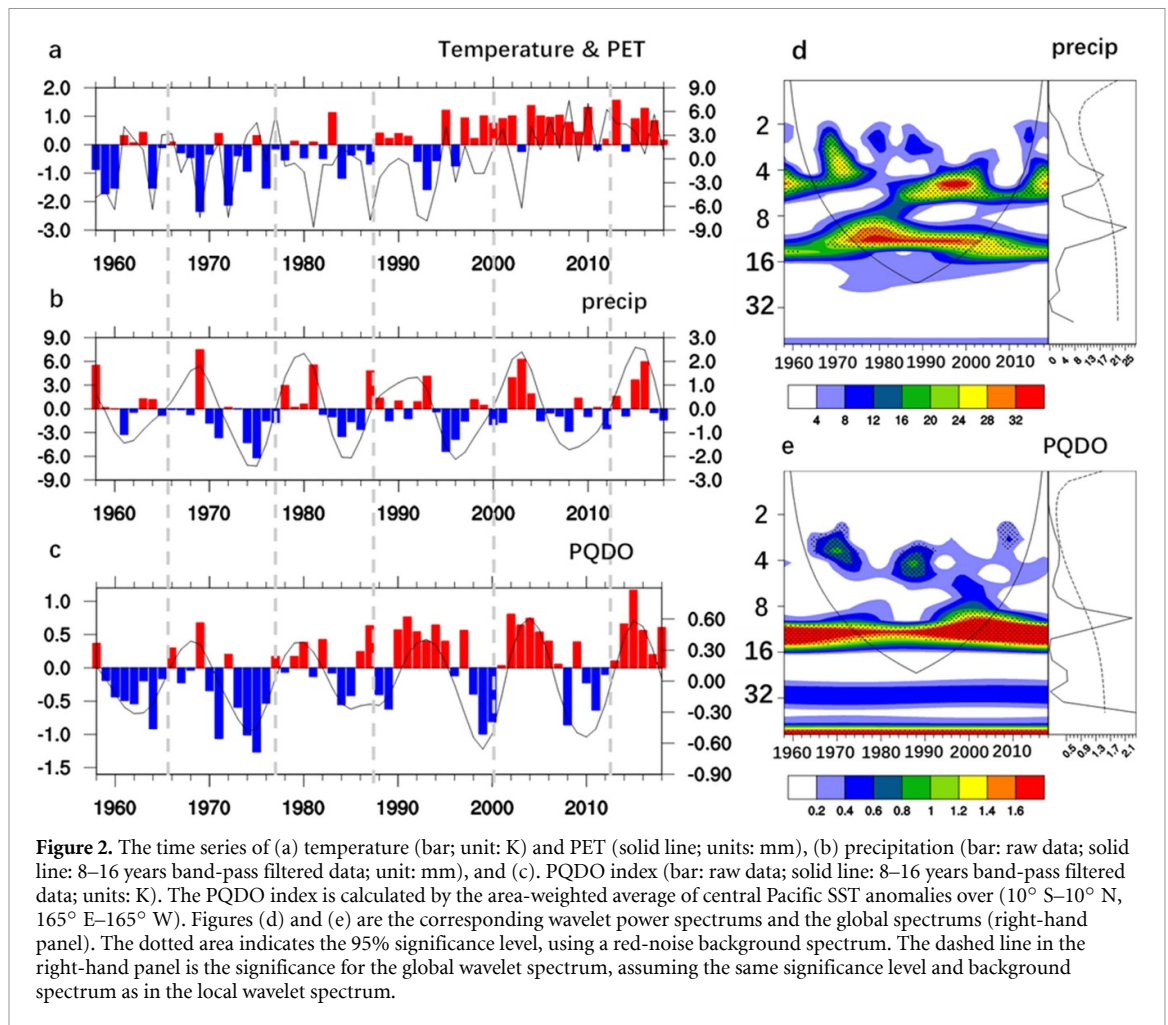 a
Temperature & PET
2.0
1.0
0.0
-1.0
-2.0
-3.0
9.0
6.0
3.0
0.0
-3.0
-6.0
-9.0
1960 1970 1980 1990 2000 2010
b
precip
9.0
6.0
3.0
0.0
-3.0
-6.0
-9.0
3.0
2.0
1.0
0.0
-1.0
-2.0
-3.0
1960 1970 1980 1990 2000 2010
c
PQDO
1.0
0.5
0.0
-0.5
-1.0
-1.5
0.60
0.30
0.00
-0.30
-0.60
-0.90
1960 1970 1980 1990 2000 2010
d
precip
2
4
8
16
32
1960 1970 1980 1990 2000 2010
0 4 8 13 17 21 25
4 8 12 16 20 24 28 32
e
PQDO
2
4
8
16
32
1960 1970 1980 1990 2000 2010
0.5 0.9 1.3 1.7 2.1
0.2 0.4 0.6 0.8 1 1.2 1.4 1.6
Figure 2. The time series of (a) temperature (bar; unit: K) and PET (solid line; units: mm), (b) precipitation (bar: raw data; solid
line: 8–16 years band-pass filtered data; unit: mm), and (c). PQDO index (bar: raw data; solid line: 8–16 years band-pass filtered
data; units: K). The PQDO index is calculated by the area-weighted average of central Pacific SST anomalies over (10° S–10° N,
165° E–165° W). Figures (d) and (e) are the corresponding wavelet power spectrums and the global spectrums (right-hand
panel). The dotted area indicates the 95% significance level, using a red-noise background spectrum. The dashed line in the
right-hand panel is the significance for the global wavelet spectrum, assuming the same significance level and background
spectrum as in the local wavelet spectrum.